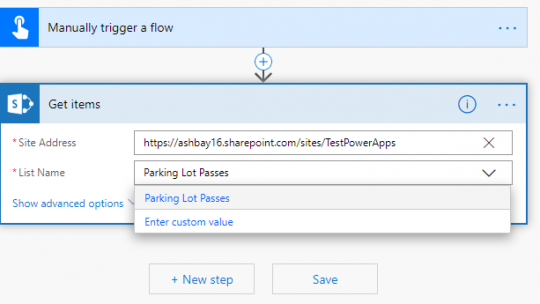 Manually trigger a flow
Get items
* Site Address
https://ashbay16.sharepoint.com/sites/TestPowerApps
* List Name
Parking Lot Passes
Parking Lot Passes
Show advanced options
Enter custom value
+ New step
Save